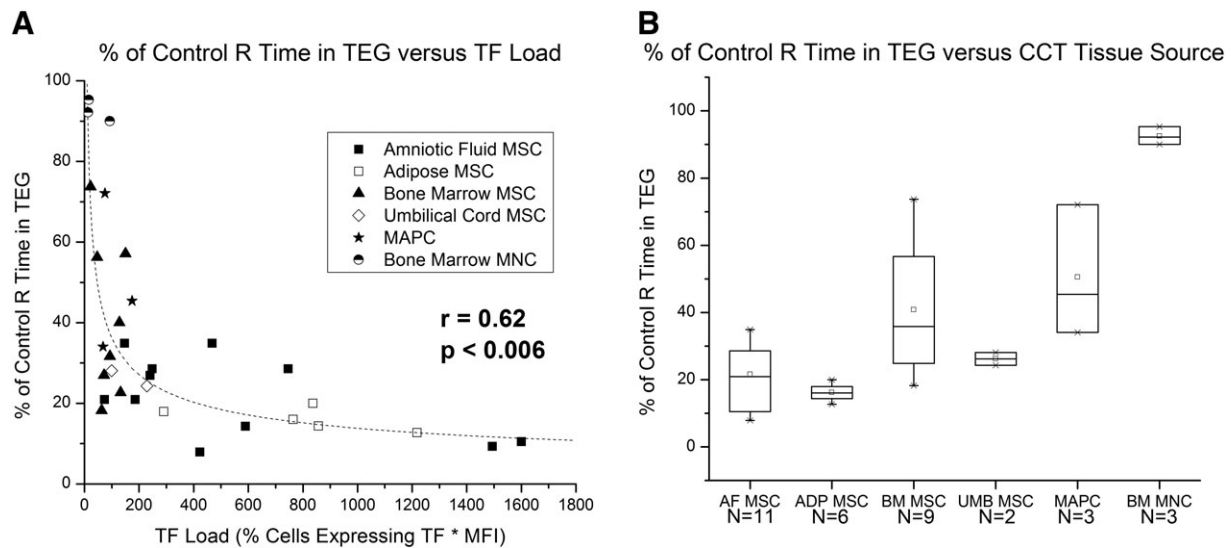 A
% of Control R Time in TEG versus TF Load
% of Control R Time in TEG
100
80
60
40
20
0
0 200 400 600 800 1000 1200 1400 1600 1800
TF Load (% Cells Expressing TF * MFI)
Amniotic Fluid MSC
Adipose MSC
Bone Marrow MSC
Umbilical Cord MSC
MAPC
Bone Marrow MNC
r = 0.62
p < 0.006
B
% of Control R Time in TEG versus CCT Tissue Source
% of Control R Time in TEG
100
80
60
40
20
0
AF MSC ADP MSC BM MSC UMB MSC MAPC BM MNC
N=11 N=6 N=9 N=2 N=3 N=3